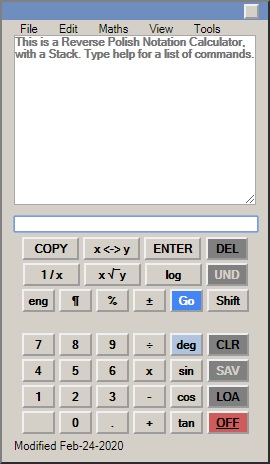 File Edit Maths View Tools
This is a Reverse Polish Notation Calculator,
with a Stack. Type help for a list of commands.
COPY x <-> y ENTER DEL
1 / x x √¯ y log UND
eng ¶ % ± Go Shift
7 8 9 ÷ deg CLR
4 5 6 x sin SAV
1 2 3 - cos LOA
0 . + tan OFF
Modified Feb-24-2020